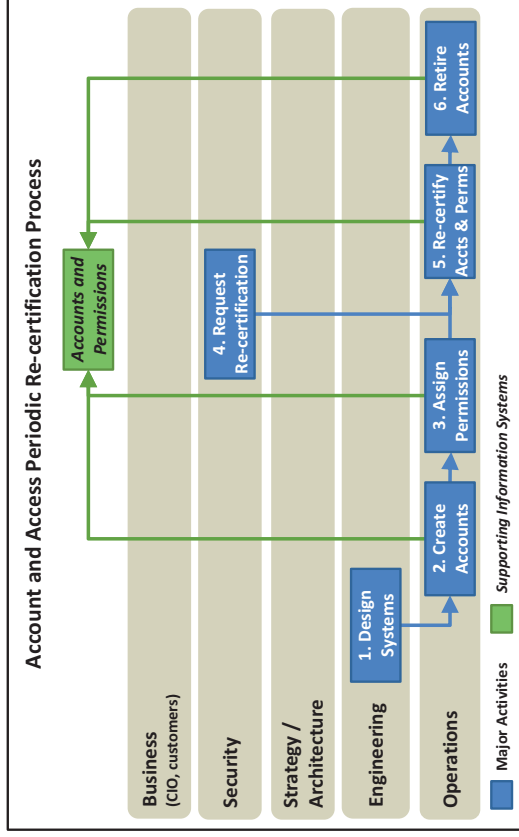 Account and Access Periodic Re-certification Process
Accounts and
Permissions
Business
(CIO, customers)
Security
4. Request
Re-certification
Strategy /
Architecture
Engineering
1. Design
Systems
Operations
2. Create
Accounts
3. Assign
Permissions
5. Re-certify
Accts & Perms
6. Retire
Accounts
Major Activities
Supporting Information Systems